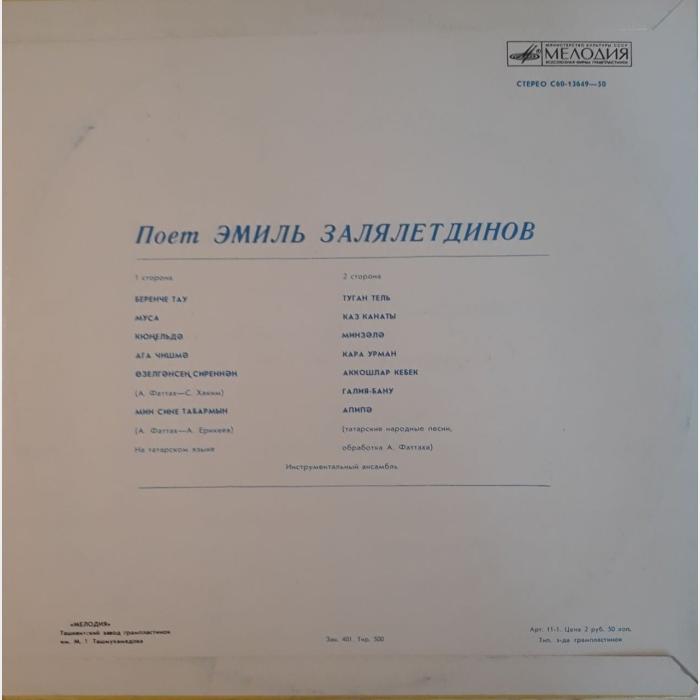 МИНИСТЕРСТВО КУЛЬТУРЫ СССР
МЕЛОДИЯ
ВСЕСОЮЗНАЯ ФИРМА ГРАМПЛАСТИНОК
СТЕРЕО С60-13649—50
Поет ЭМИЛЬ ЗАЛЯЛЕТДИНОВ
1 сторона
БЕРЕНЧЕ ТАУ
МУСА
КЮҢЕЛЬДӘ
АГА ЧИШМӘ
ӨЗЕЛГӘНСЕҢ СИРЕННӘН
(А. Фаттах—С. Хаким)
МИН СИНЕ ТАБАРМЫН
(А. Фаттах—А. Ерикеев)
На татарском языке
2 сторона
ТУГАН ТЕЛЬ
КАЗ КАНАТЫ
МИНЗӘЛӘ
КАРА УРМАН
АККОШЛАР КЕБЕК
ГАЛИЯ-БАНУ
АПИПӘ
(татарские народные песни,
обработка А. Фаттаха)
Инструментальный ансамбль
«МЕЛОДИЯ»
Ташкентский завод грампластинок
им. М. Т. Ташмухамедова
Зак. 401. Тир. 500
Арт. 11-1. Цена 2 руб. 50 коп.
Тип. з-да грампластинок